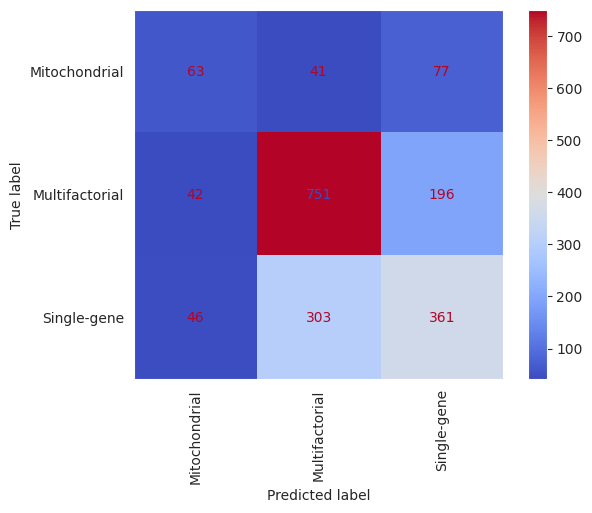 Mitochondrial 63 41 77
Multifactorial 42 751 196
Single-gene 46 303 361
True label
Mitochondrial
Multifactorial
Single-gene
Predicted label
700
600
500
400
300
200
100